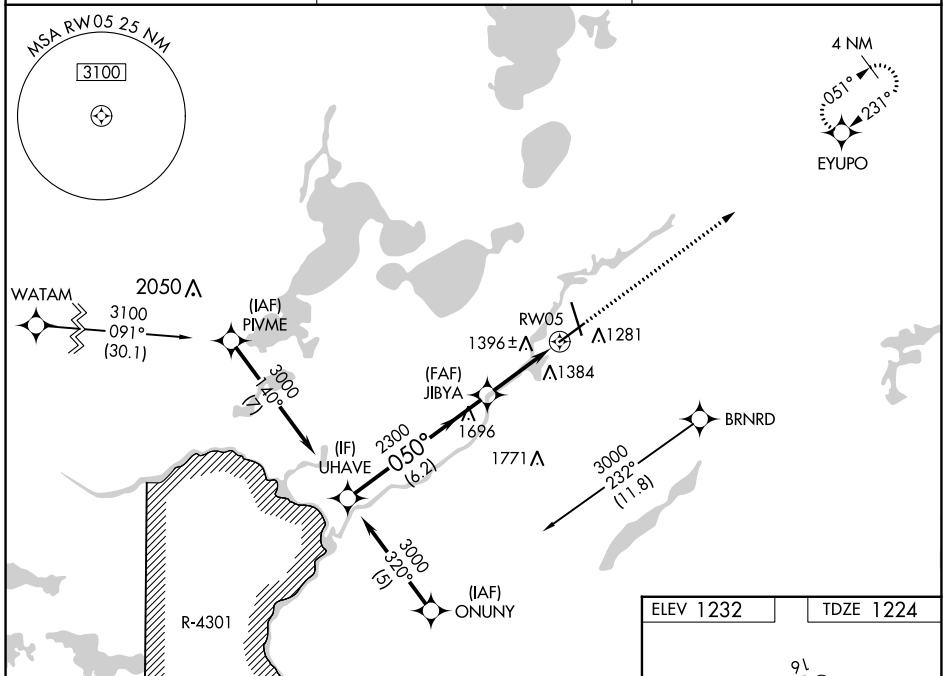 MSA RW05 25 NM
3100
4 NM
051°
231°
EYUPO
WATAM
3100
091°
(30.1)
2050
(IAF)
PIVME
3000
140°
(7)
RW05
1396±
1281
1384
(FAF)
JIBYA
1696
1771
2300
050°
(6.2)
(IF)
UHAVE
BRNRD
3000
232°
(11.8)
3000
320°
(5)
(IAF)
ONUNY
R-4301
ELEV 1232
TDZE 1224